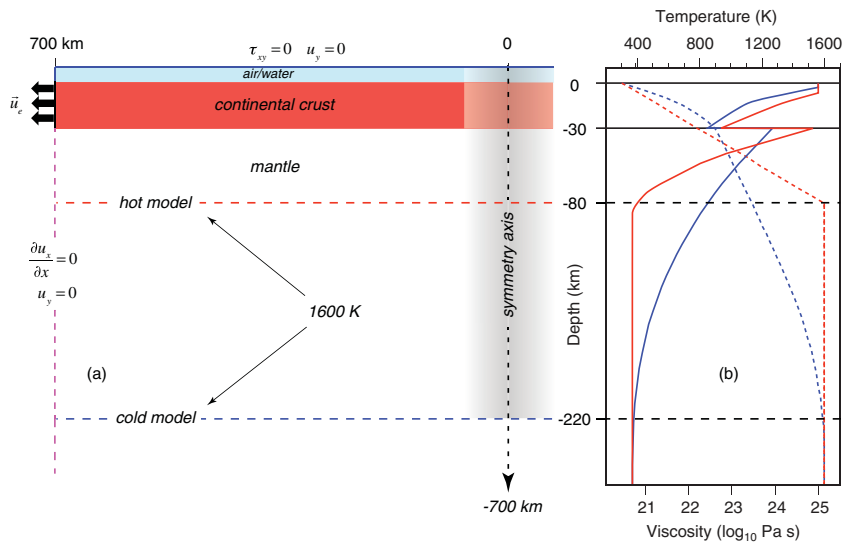 Temperature (K)
700 km
τxy=0 uy=0
0
400 800 1200 1600
air/water
0
u⃗e
continental crust
-30
mantle
hot model
-80
∂ux/∂x=0
uy=0
symmetry axis
1600 K
Depth (km)
(a)
(b)
cold model
-220
-700 km
21 22 23 24 25
Viscosity (log10 Pa s)